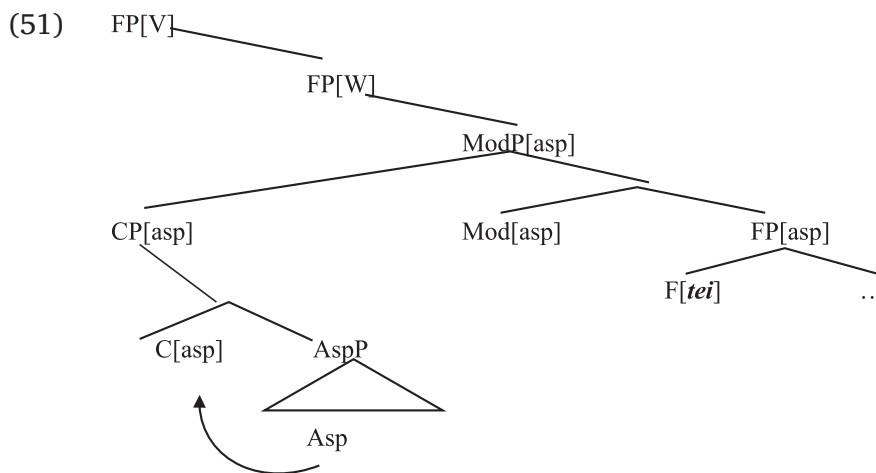 (51) FP[V]
FP[W]
ModP[asp]
CP[asp] Mod[asp] FP[asp]
F[tei] ...
C[asp] AspP
Asp